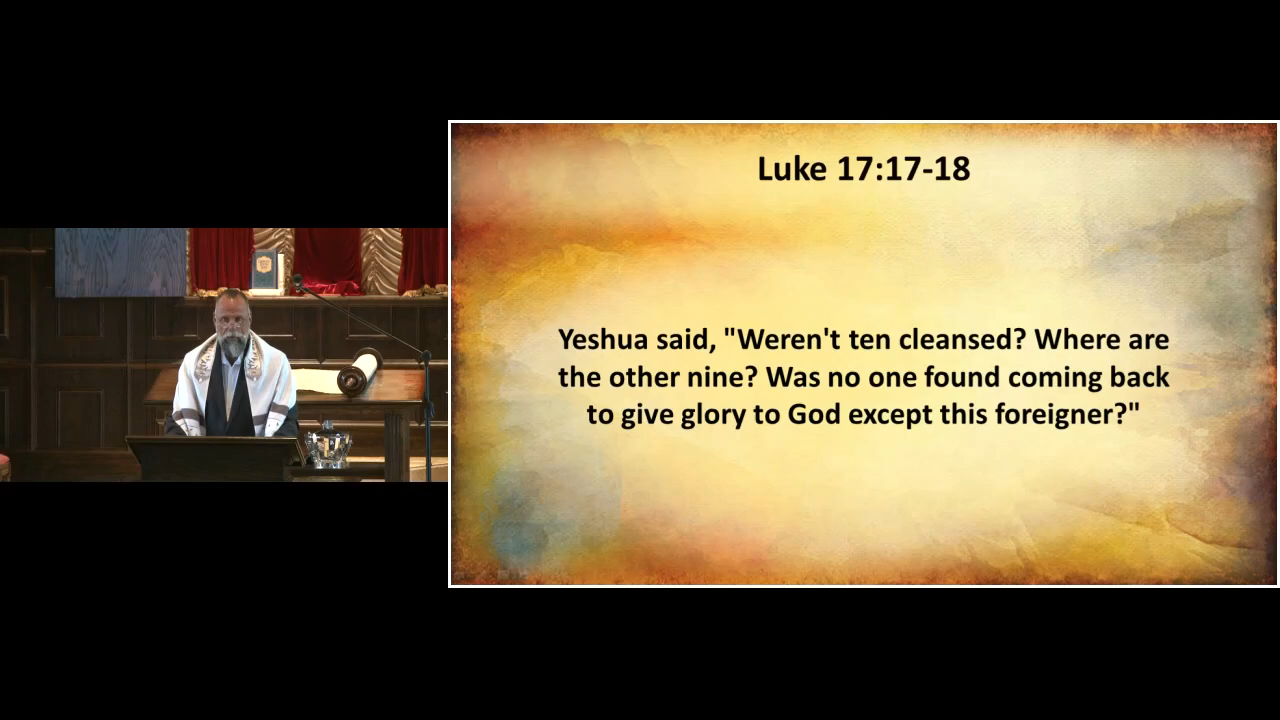 Luke 17:17-18
Yeshua said, "Weren't ten cleansed? Where are
the other nine? Was no one found coming back
to give glory to God except this foreigner?"